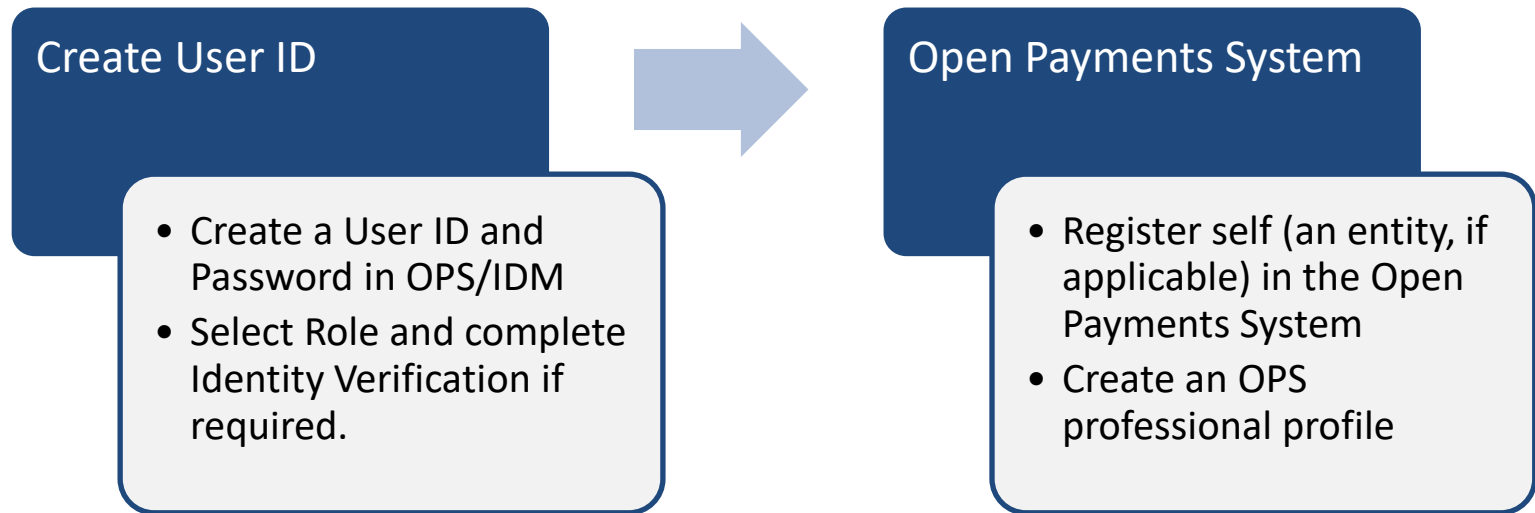 Create User ID
• Create a User ID and
Password in OPS/IDM
• Select Role and complete
Identity Verification if
required.
Open Payments System
• Register self (an entity, if
applicable) in the Open
Payments System
• Create an OPS
professional profile